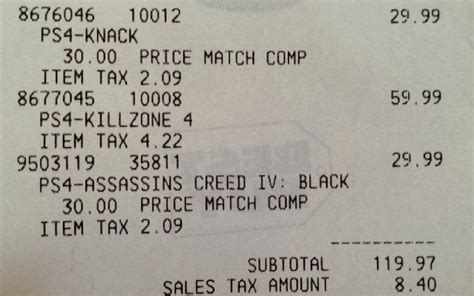 8676046 10012 29.99
PS4-KNACK
30.00 PRICE MATCH COMP
ITEM TAX 2.09
8677045 10008 59.99
PS4-KILLZONE 4
ITEM TAX 4.22
9503119 35811 29.99
PS4-ASSASSINS CREED IV: BLACK
30.00 PRICE MATCH COMP
ITEM TAX 2.09
----------
SUBTOTAL 119.97
SALES TAX AMOUNT 8.40